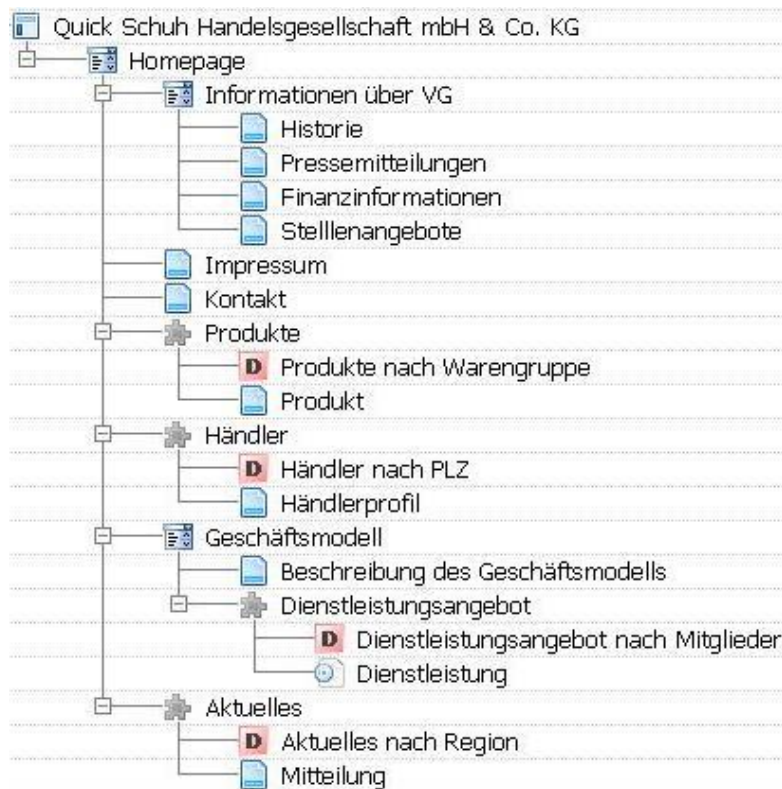 Quick Schuh Handelsgesellschaft mbH & Co. KG
Homepage
Informationen über VG
Historie
Pressemitteilungen
Finanzinformationen
Stelllenangebote
Impressum
Kontakt
Produkte
D Produkte nach Warengruppe
Produkt
Händler
D Händler nach PLZ
Händlerprofil
Geschäftsmodell
Beschreibung des Geschäftsmodells
Dienstleistungsangebot
D Dienstleistungsangebot nach Mitglieder
Dienstleistung
Aktuelles
D Aktuelles nach Region
Mitteilung